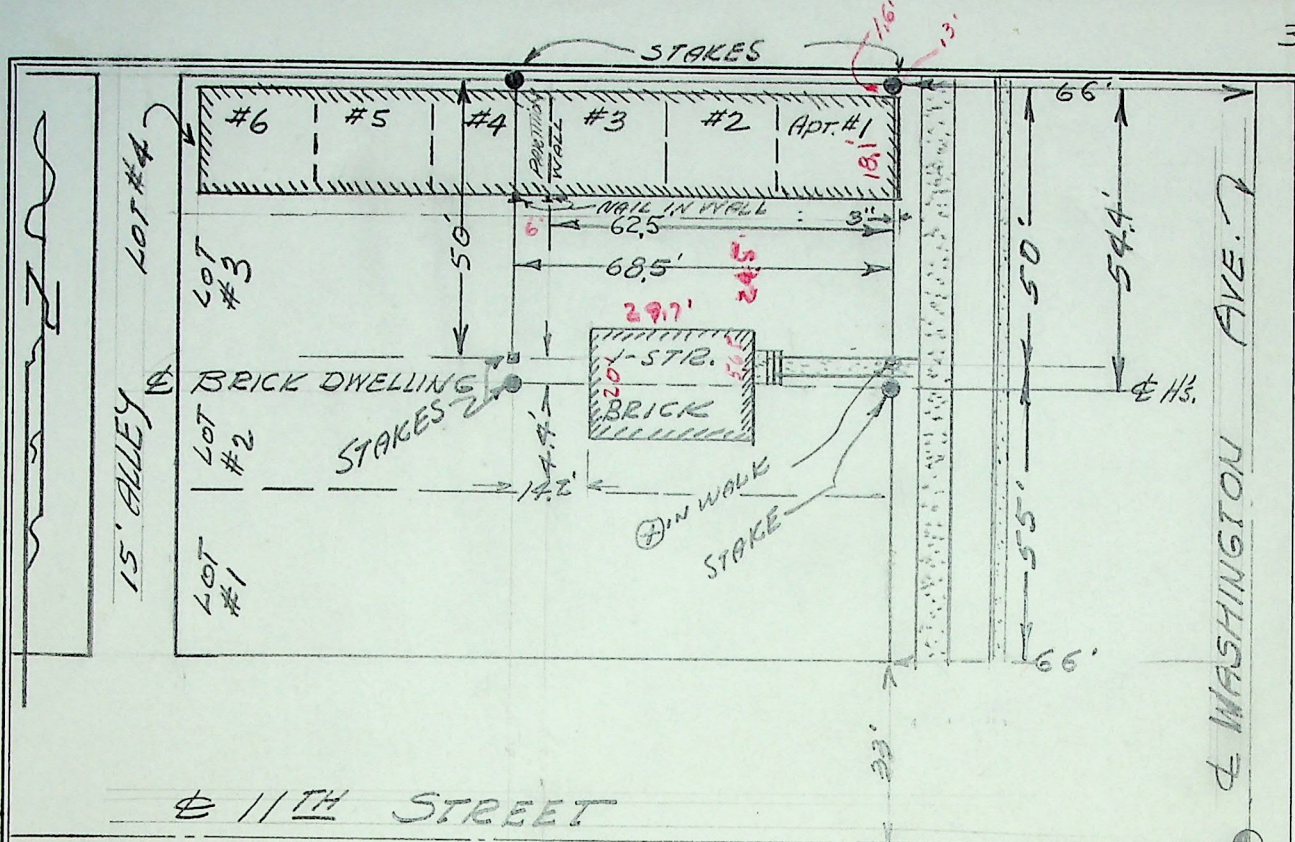 STAKES
1.6'
.3'
3
66'
#6
#5
#4
PARTITION
WALL
#3
#2
Apt. #1
18.1'
LOT #4
NAIL IN WALL
3"
6'
62.5'
68.5'
50'
50'
54.4'
LOT
#3
29.7'
24.5'
1-STR.
BRICK
20'
℄ BRICK DWELLING
STAKES
4.4'
14.2'
℄ HS.
LOT
#2
15' ALLEY
⊕ IN WALK
STAKE
55'
LOT
#1
66'
33'
℄ WASHINGTON AVE.
℄ 11TH STREET
N